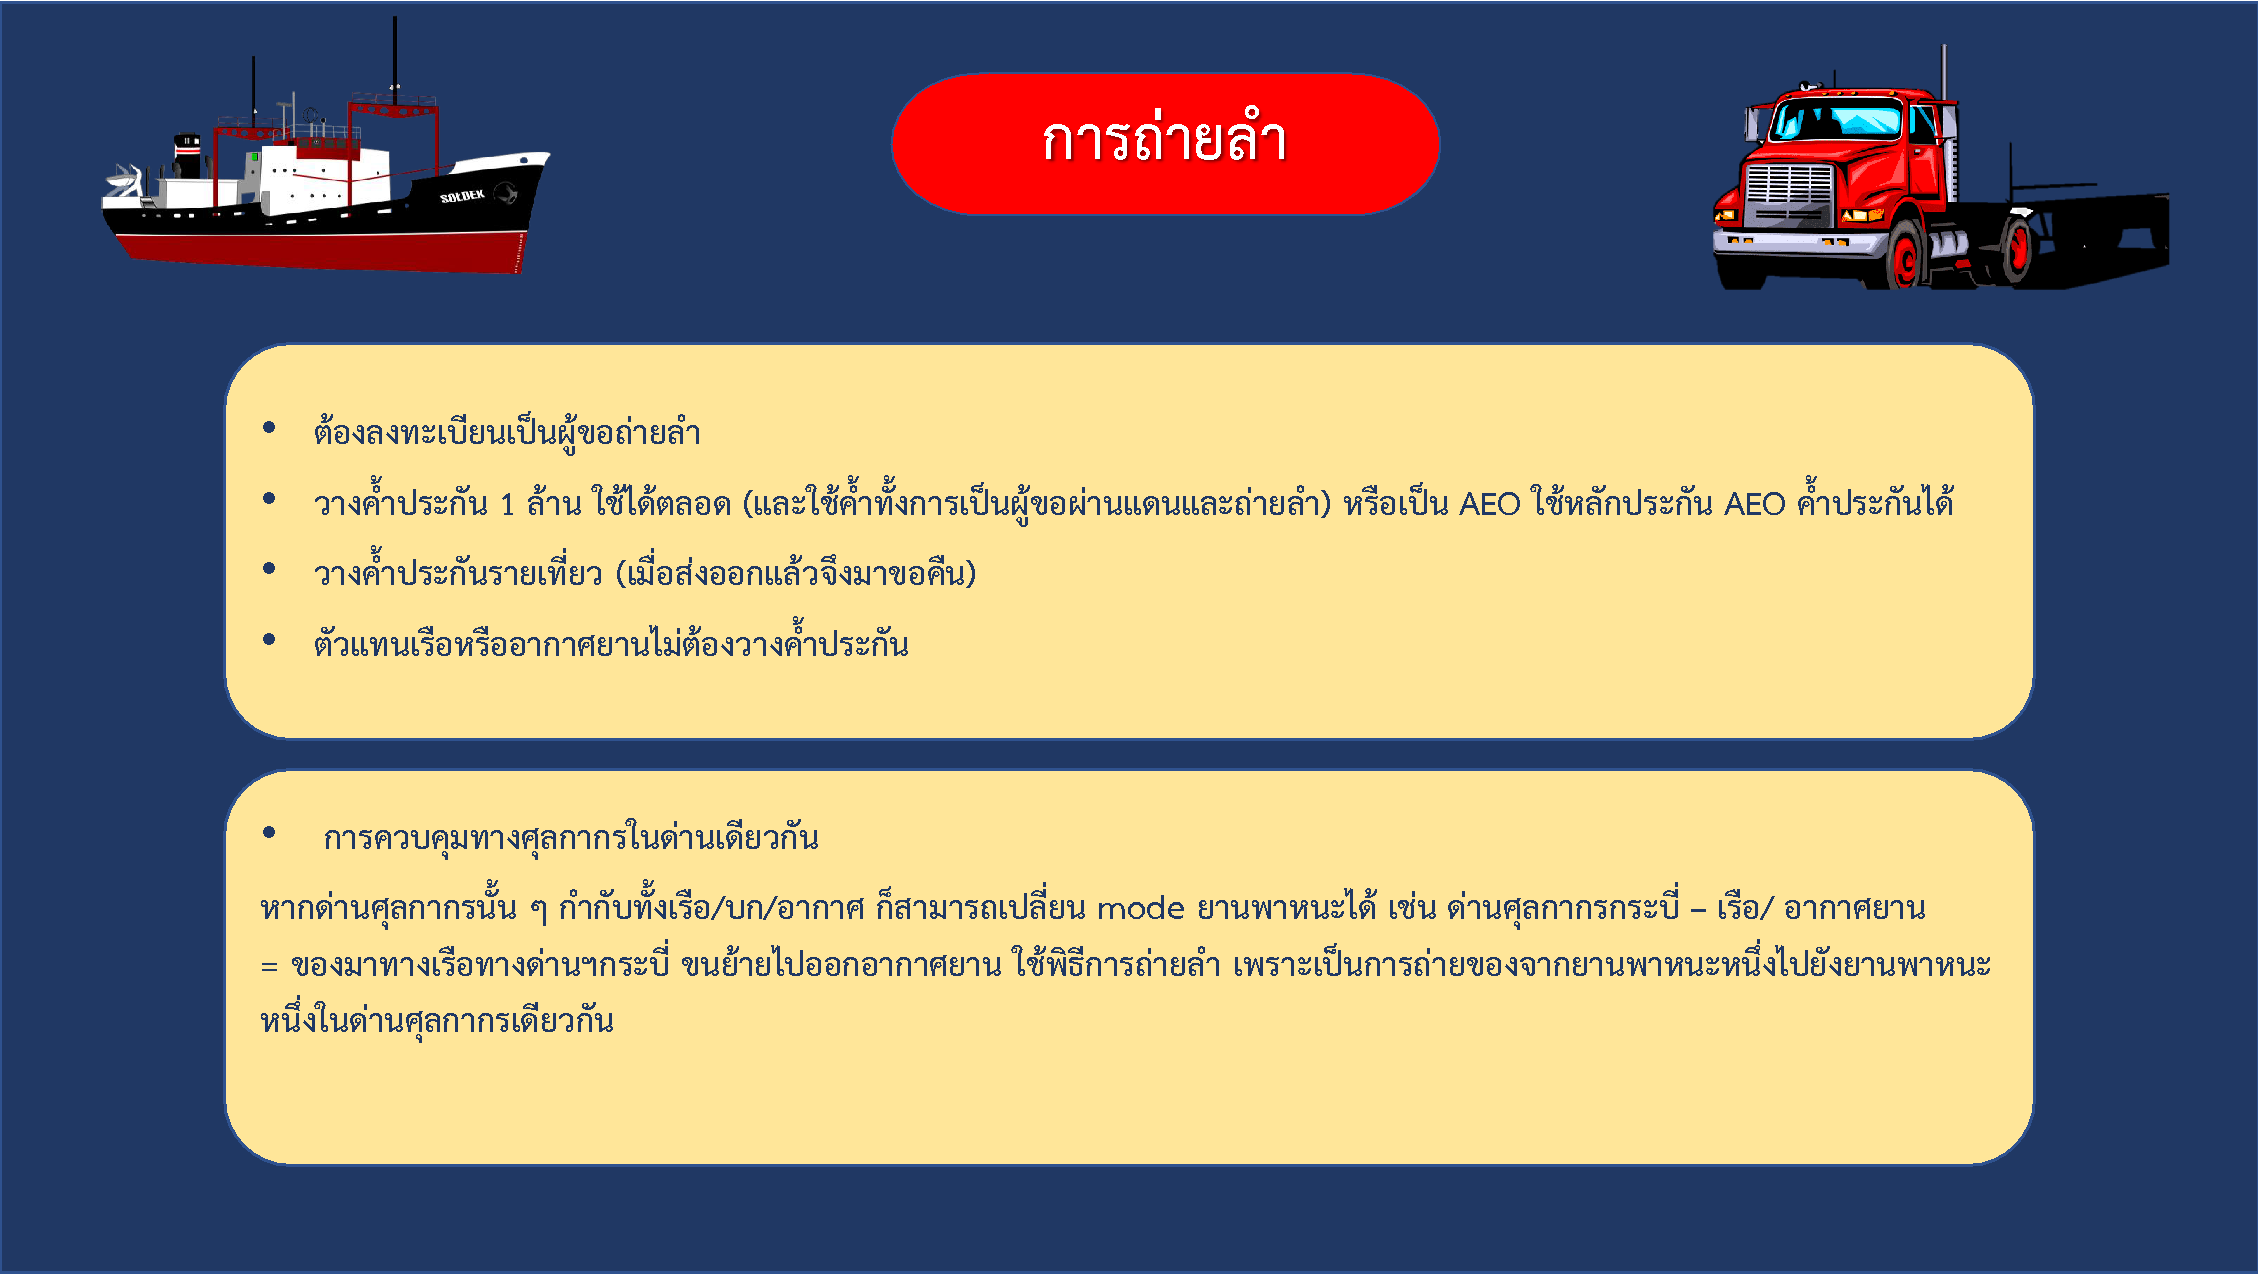 การถ่ายลำ
SOŁDEK
• ต้องลงทะเบียนเป็นผู้ขอถ่ายลำ
• วางค้ำประกัน 1 ล้าน ใช้ได้ตลอด (และใช้ค้ำทั้งการเป็นผู้ขอผ่านแดนและถ่ายลำ) หรือเป็น AEO ใช้หลักประกัน AEO ค้ำประกันได้
• วางค้ำประกันรายเที่ยว (เมื่อส่งออกแล้วจึงมาขอคืน)
• ตัวแทนเรือหรืออากาศยานไม่ต้องวางค้ำประกัน
• การควบคุมทางศุลกากรในด่านเดียวกัน
หากด่านศุลกากรนั้น ๆ กำกับทั้งเรือ/บก/อากาศ ก็สามารถเปลี่ยน mode ยานพาหนะได้ เช่น ด่านศุลกากรกระบี่ – เรือ/ อากาศยาน
= ของมาทางเรือทางด่านฯกระบี่ ขนย้ายไปออกอากาศยาน ใช้พิธีการถ่ายลำ เพราะเป็นการถ่ายของจากยานพาหนะหนึ่งไปยังยานพาหนะ
หนึ่งในด่านศุลกากรเดียวกัน